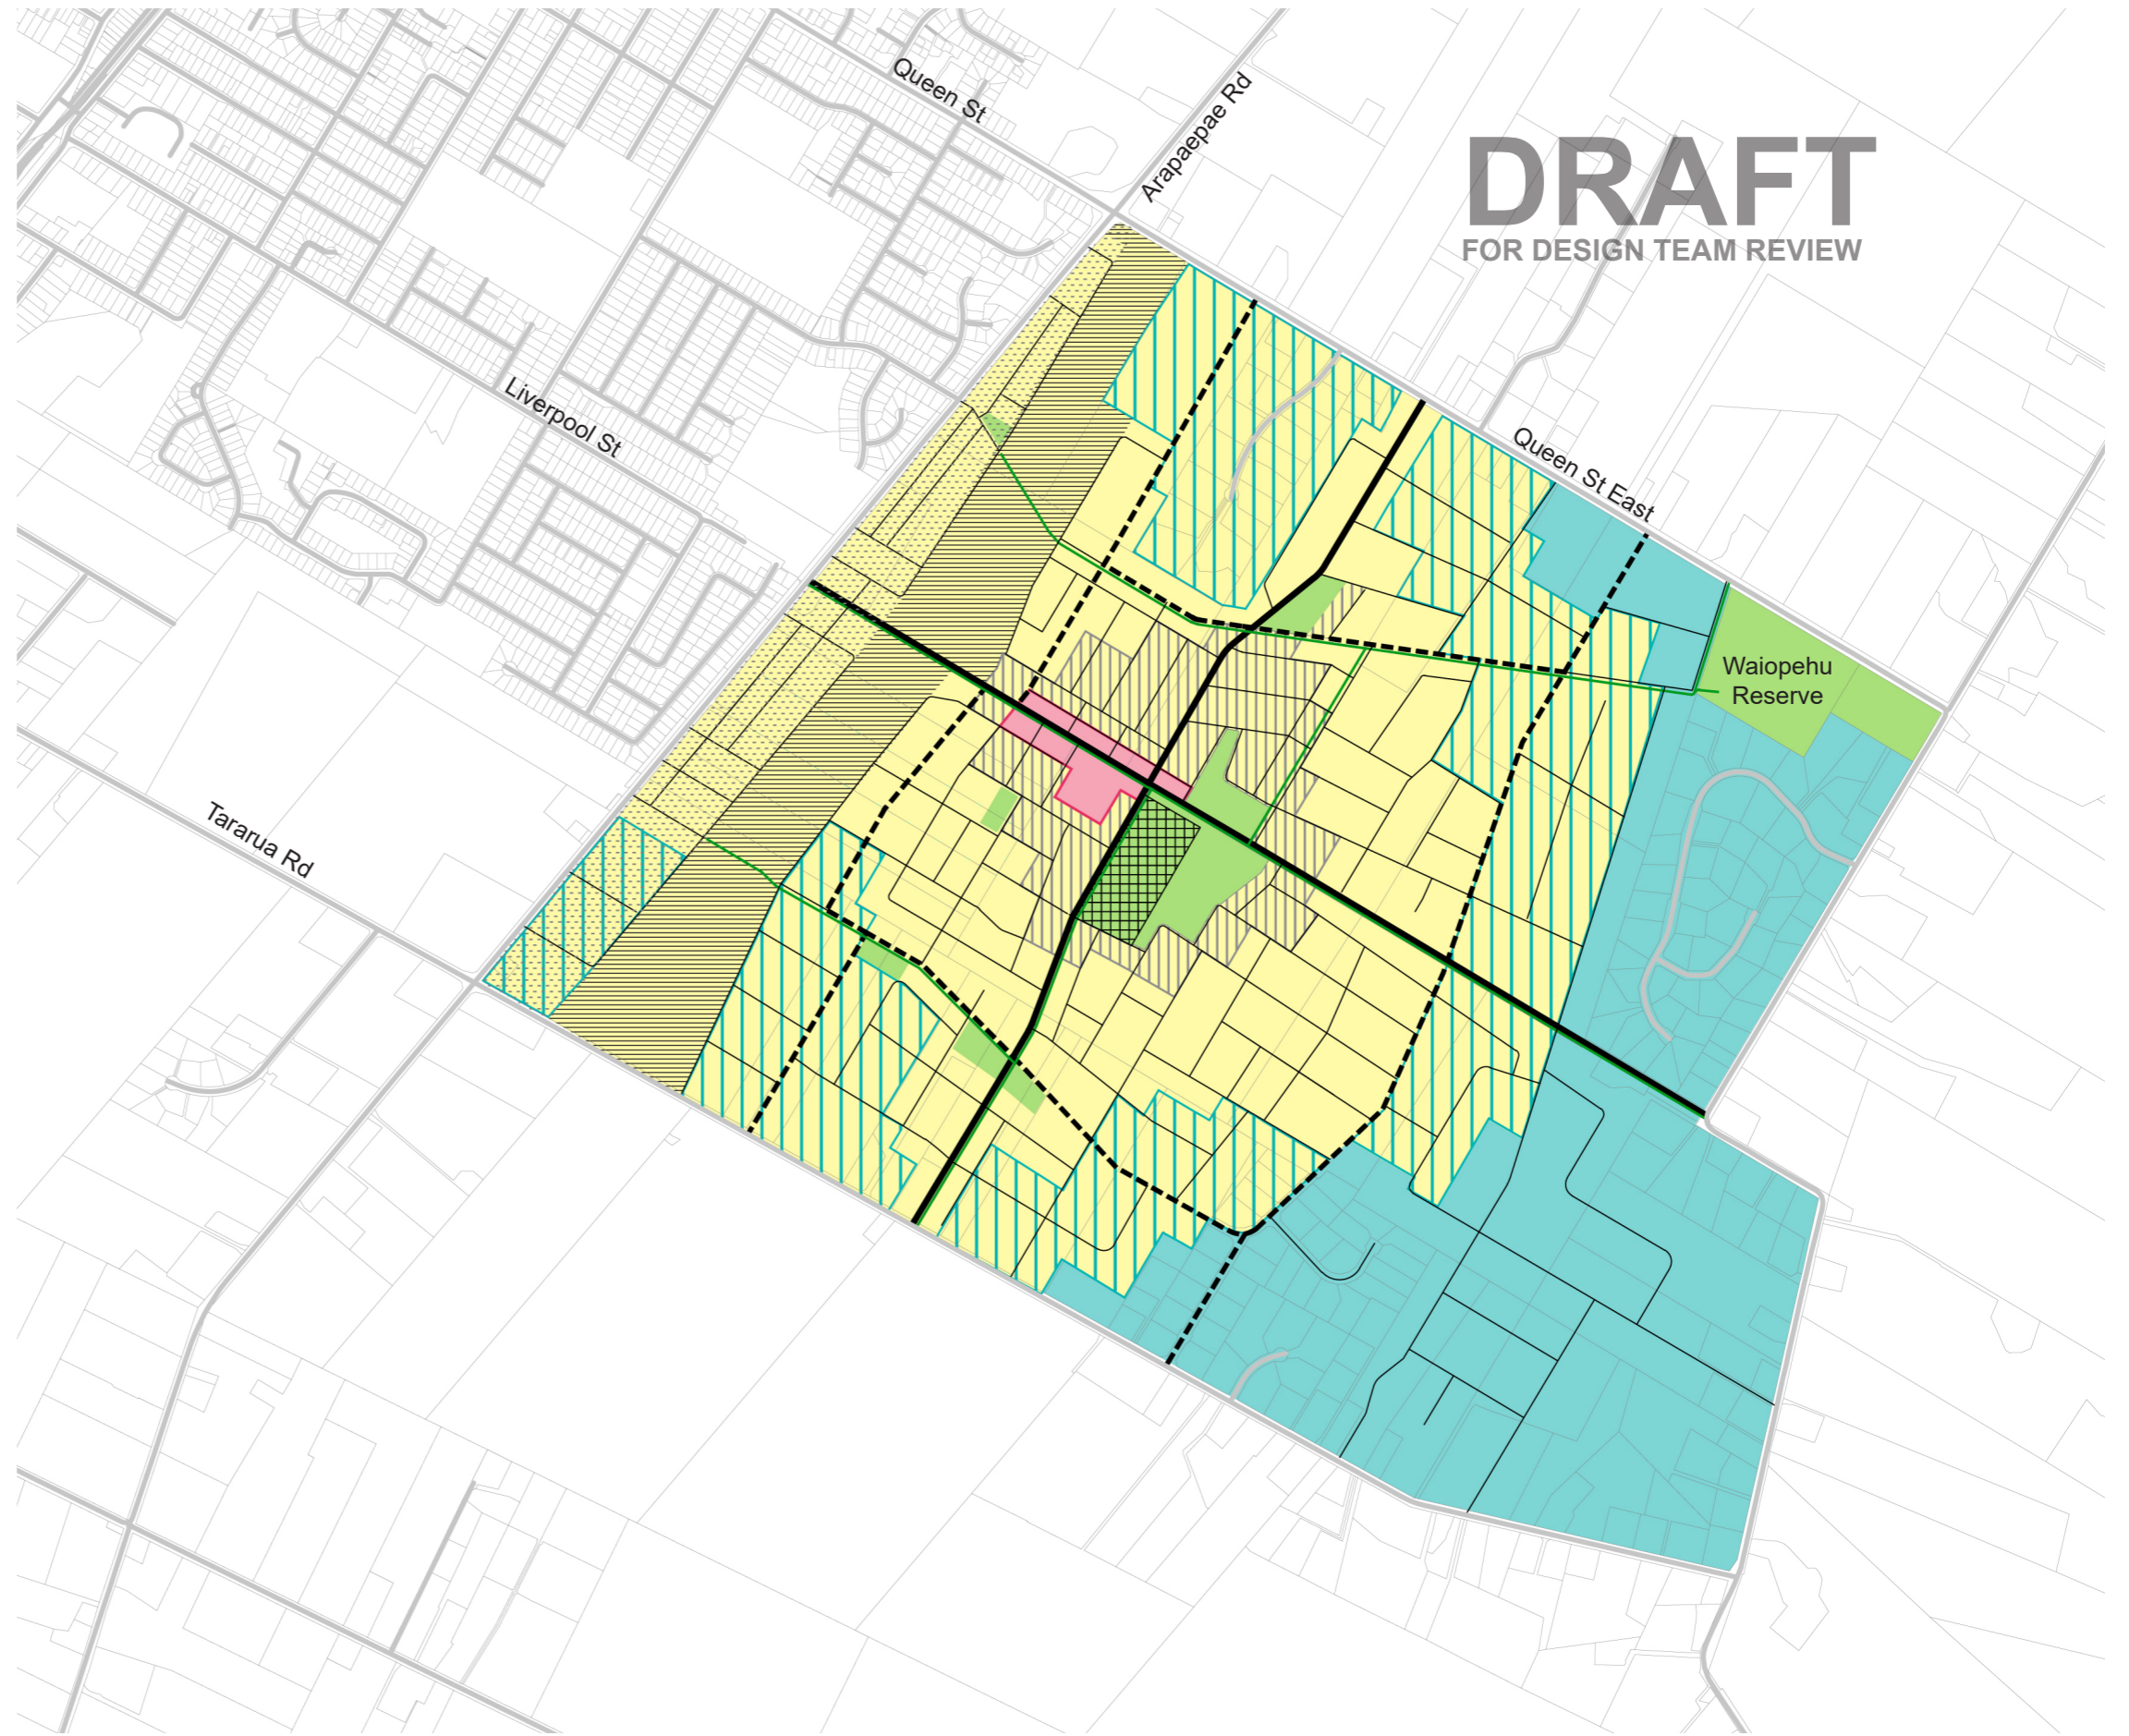 Queen St
Arapaepae Rd
DRAFT
FOR DESIGN TEAM REVIEW
Liverpool St
Queen St East
Waiopehu
Reserve
Tararua Rd